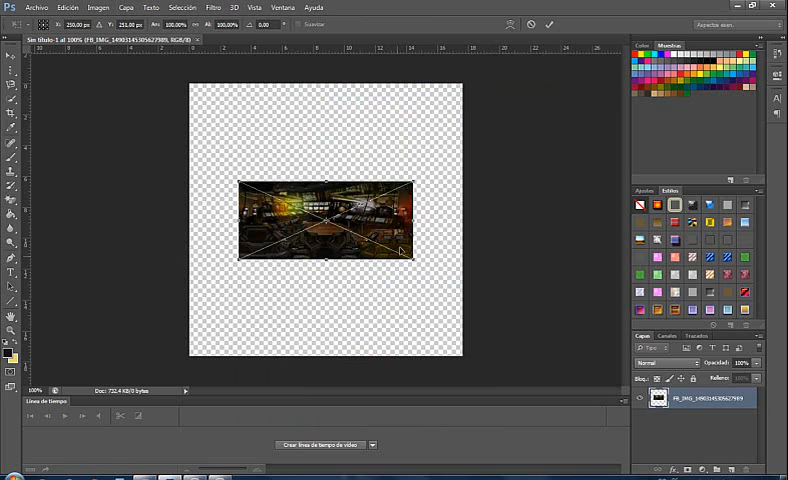 Ps Archivo Edición Imagen Capa Texto Selección Filtro 3D Vista Ventana Ayuda
X: 250,00 px Y: 251,00 px An: 100,00% Al: 100,00% 0,00 ° Suavizar Aspectos esen...
Sin título-1 al 100% (FB_IMG_14903145305627989, RGB/8) ×
Color Muestras
Ajustes Estilos
Capas Canales Trazados
Tipo
Normal Opacidad: 100%
Bloq.: Relleno: 100%
FB_IMG_14903145305627989
100% Doc: 732,4 KB/0 bytes
Línea de tiempo
Crear línea de tiempo de vídeo